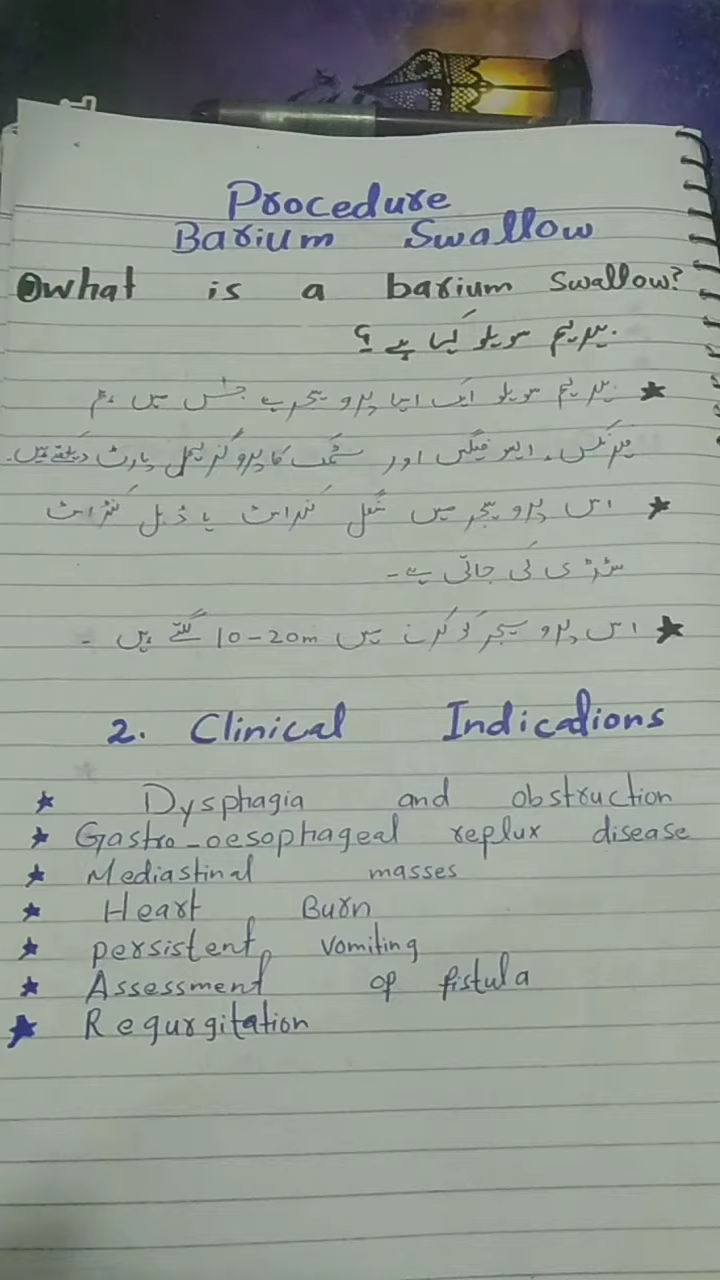 Procedure
Barium Swallow
① what is a barium Swallow?
بیریم سویلو کیا ہے ؟
★ بیریم سویلو ایک ایسا پروسیجر ہے جس میں ہم
فیرنکس، ایسوفیگس اور سٹمک کا پروگزیمل پارٹ دیکھتے ہیں۔
★ اس پروسیجر میں سنگل کنٹراسٹ یا ڈبل کنٹراسٹ
سٹڈی کی جاتی ہے۔
★ اس پروسیجر کو کرنے میں 10-20m لگتے ہیں ۔
2. Clinical Indications
★ Dysphagia and obstruction
★ Gastro-oesophageal replux disease
★ Mediastinal masses
★ Heart Burn
★ persistent vomiting
★ Assessment of fistula
★ Regurgitation